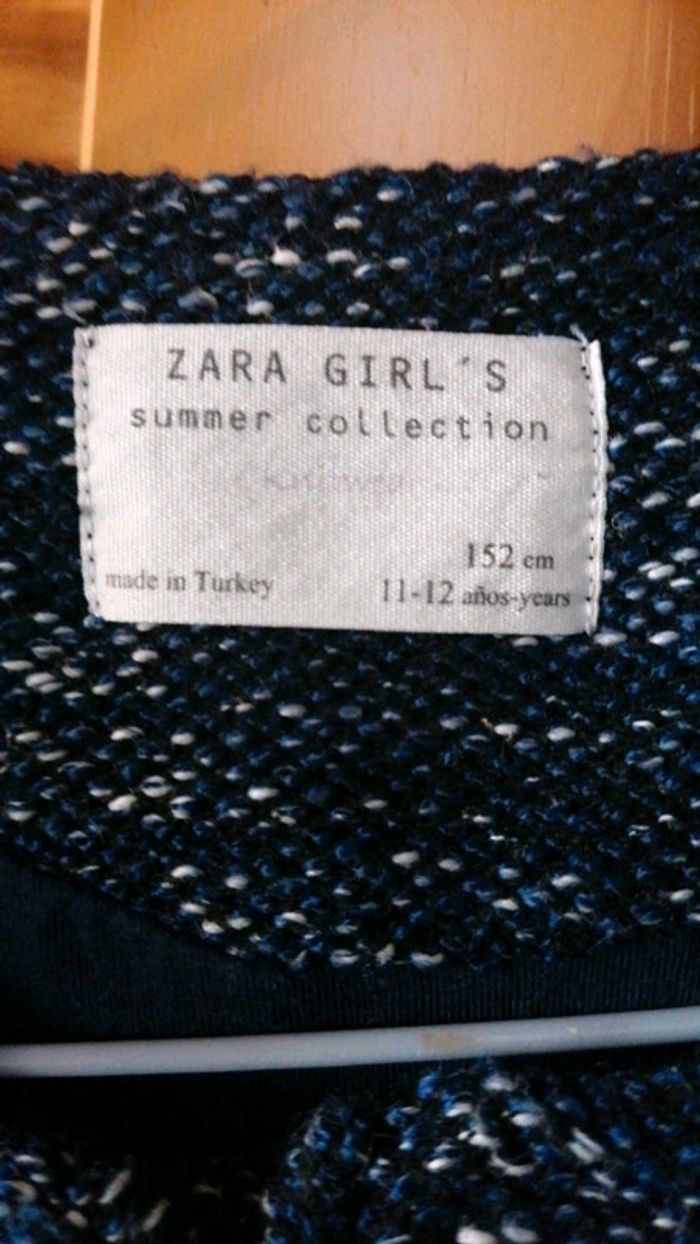 ZARA GIRL´S
summer collection
152 cm
made in Turkey
11-12 años-years